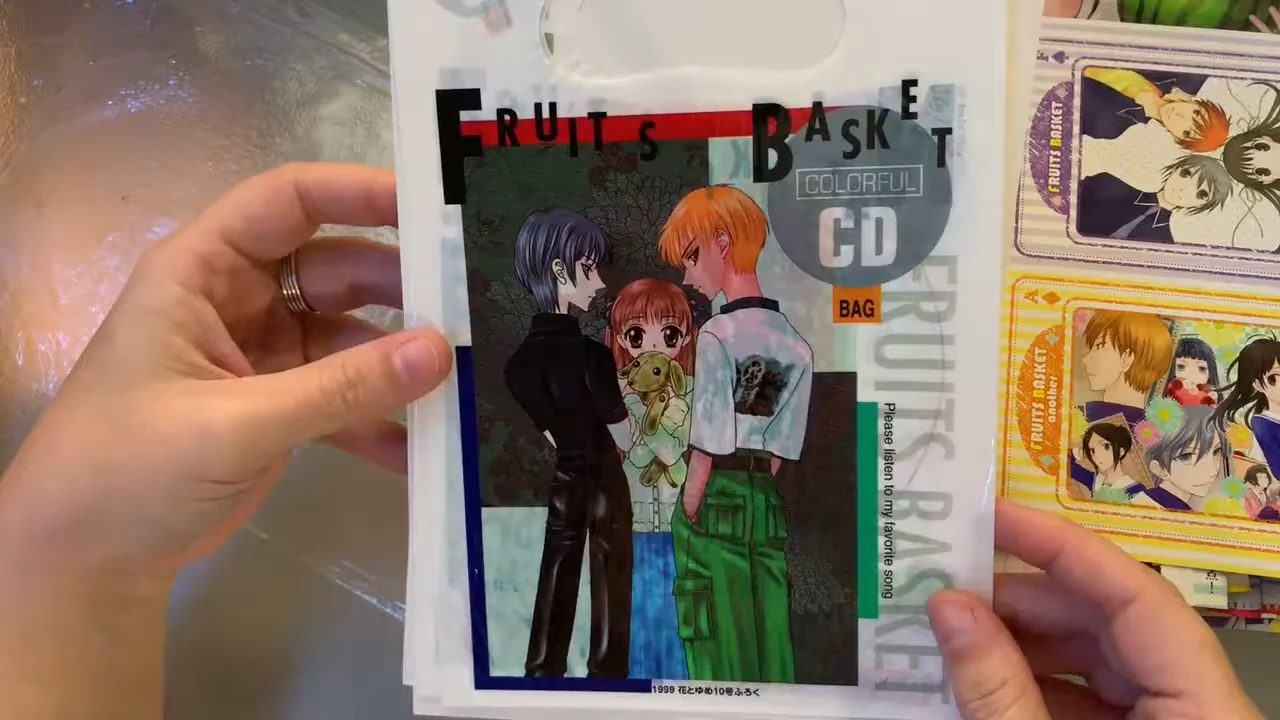 FRUITS BASKET
COLORFUL
CD
BAG
FRUITS BASKET
Please listen to my favorite song
1999 花とゆめ10号ふろく
FRUITS BASKET
FRUITS BASKET
another